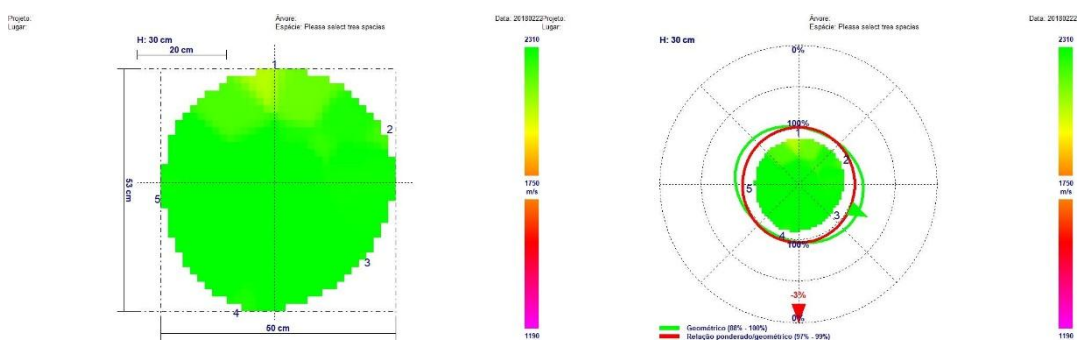 Projeto:
Lugar:
Árvore:
Espécie: Please select tree species
Data: 20180222
H: 30 cm
20 cm
53 cm
50 cm
1
2
3
4
5
2310
1750
m/s
1190
Projeto:
Lugar:
Árvore:
Espécie: Please select tree species
Data: 20180222
H: 30 cm
0%
100%
1
2
3
4
5
100%
-3%
0%
Geométrico (88% - 100%)
Relação ponderado/geométrico (97% - 99%)
2310
1750
m/s
1190